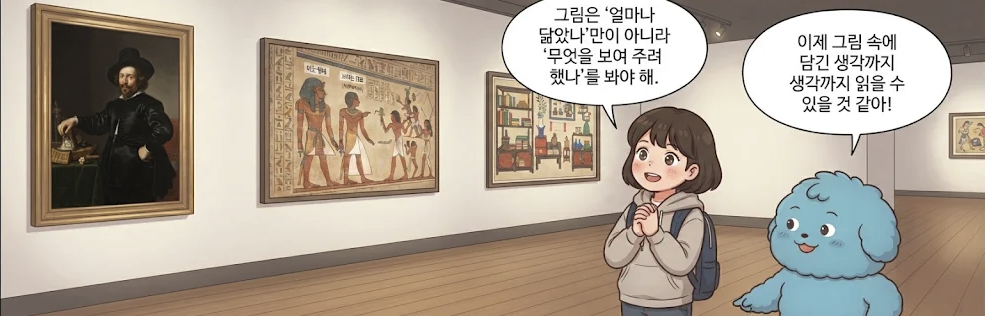 그림은 ‘얼마나
닮았나’만이 아니라
‘무엇을 보여 주려
했나’를 봐야 해.
이제 그림 속에
담긴 생각까지
생각까지 읽을 수
있을 것 같아!